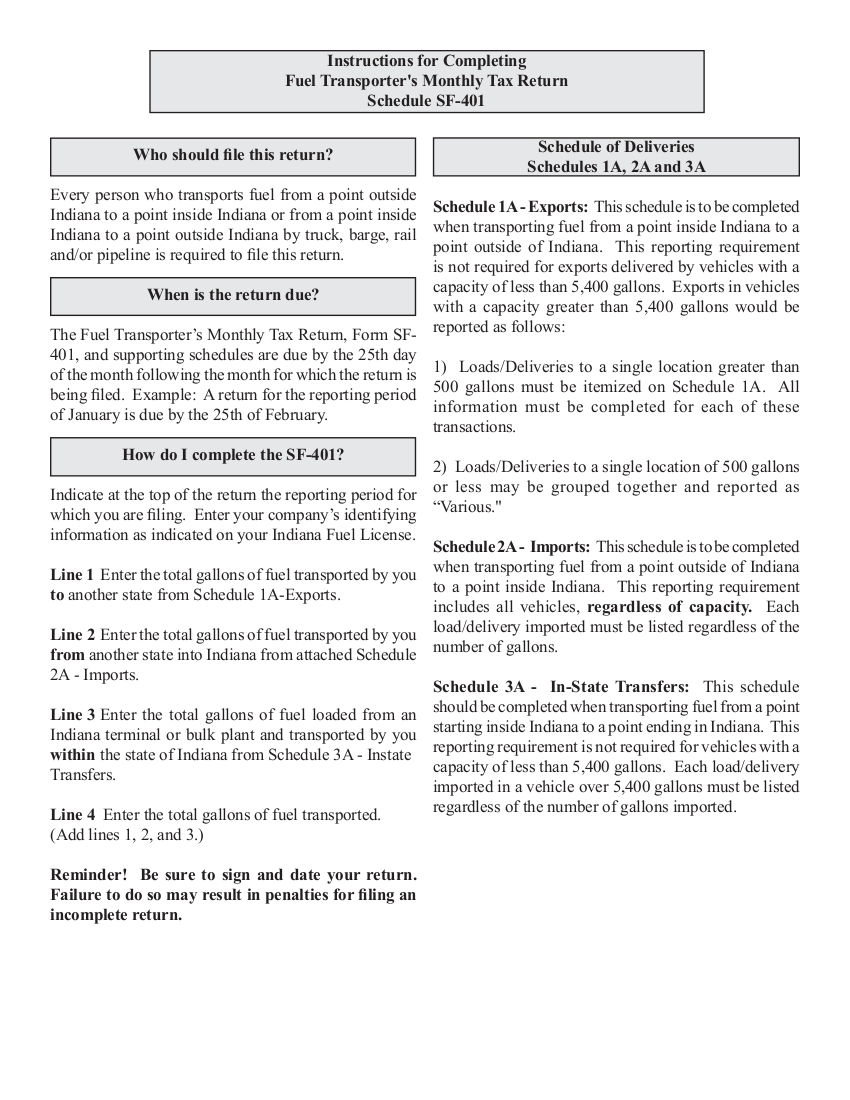 Instructions for Completing
Fuel Transporter's Monthly Tax Return
Schedule SF-401
Who should file this return?
Every person who transports fuel from a point outside
Indiana to a point inside Indiana or from a point inside
Indiana to a point outside Indiana by truck, barge, rail
and/or pipeline is required to file this return.
When is the return due?
The Fuel Transporter’s Monthly Tax Return, Form SF-
401, and supporting schedules are due by the 25th day
of the month following the month for which the return is
being filed. Example: A return for the reporting period
of January is due by the 25th of February.
How do I complete the SF-401?
Indicate at the top of the return the reporting period for
which you are filing. Enter your company’s identifying
information as indicated on your Indiana Fuel License.
Line 1 Enter the total gallons of fuel transported by you
to another state from Schedule 1A-Exports.
Line 2 Enter the total gallons of fuel transported by you
from another state into Indiana from attached Schedule
2A - Imports.
Line 3 Enter the total gallons of fuel loaded from an
Indiana terminal or bulk plant and transported by you
within the state of Indiana from Schedule 3A - Instate
Transfers.
Line 4 Enter the total gallons of fuel transported.
(Add lines 1, 2, and 3.)
Reminder! Be sure to sign and date your return.
Failure to do so may result in penalties for filing an
incomplete return.
Schedule of Deliveries
Schedules 1A, 2A and 3A
Schedule 1A - Exports: This schedule is to be completed
when transporting fuel from a point inside Indiana to a
point outside of Indiana. This reporting requirement
is not required for exports delivered by vehicles with a
capacity of less than 5,400 gallons. Exports in vehicles
with a capacity greater than 5,400 gallons would be
reported as follows:
1) Loads/Deliveries to a single location greater than
500 gallons must be itemized on Schedule 1A. All
information must be completed for each of these
transactions.
2) Loads/Deliveries to a single location of 500 gallons
or less may be grouped together and reported as
“Various."
Schedule 2A - Imports: This schedule is to be completed
when transporting fuel from a point outside of Indiana
to a point inside Indiana. This reporting requirement
includes all vehicles, regardless of capacity. Each
load/delivery imported must be listed regardless of the
number of gallons.
Schedule 3A - In-State Transfers: This schedule
should be completed when transporting fuel from a point
starting inside Indiana to a point ending in Indiana. This
reporting requirement is not required for vehicles with a
capacity of less than 5,400 gallons. Each load/delivery
imported in a vehicle over 5,400 gallons must be listed
regardless of the number of gallons imported.